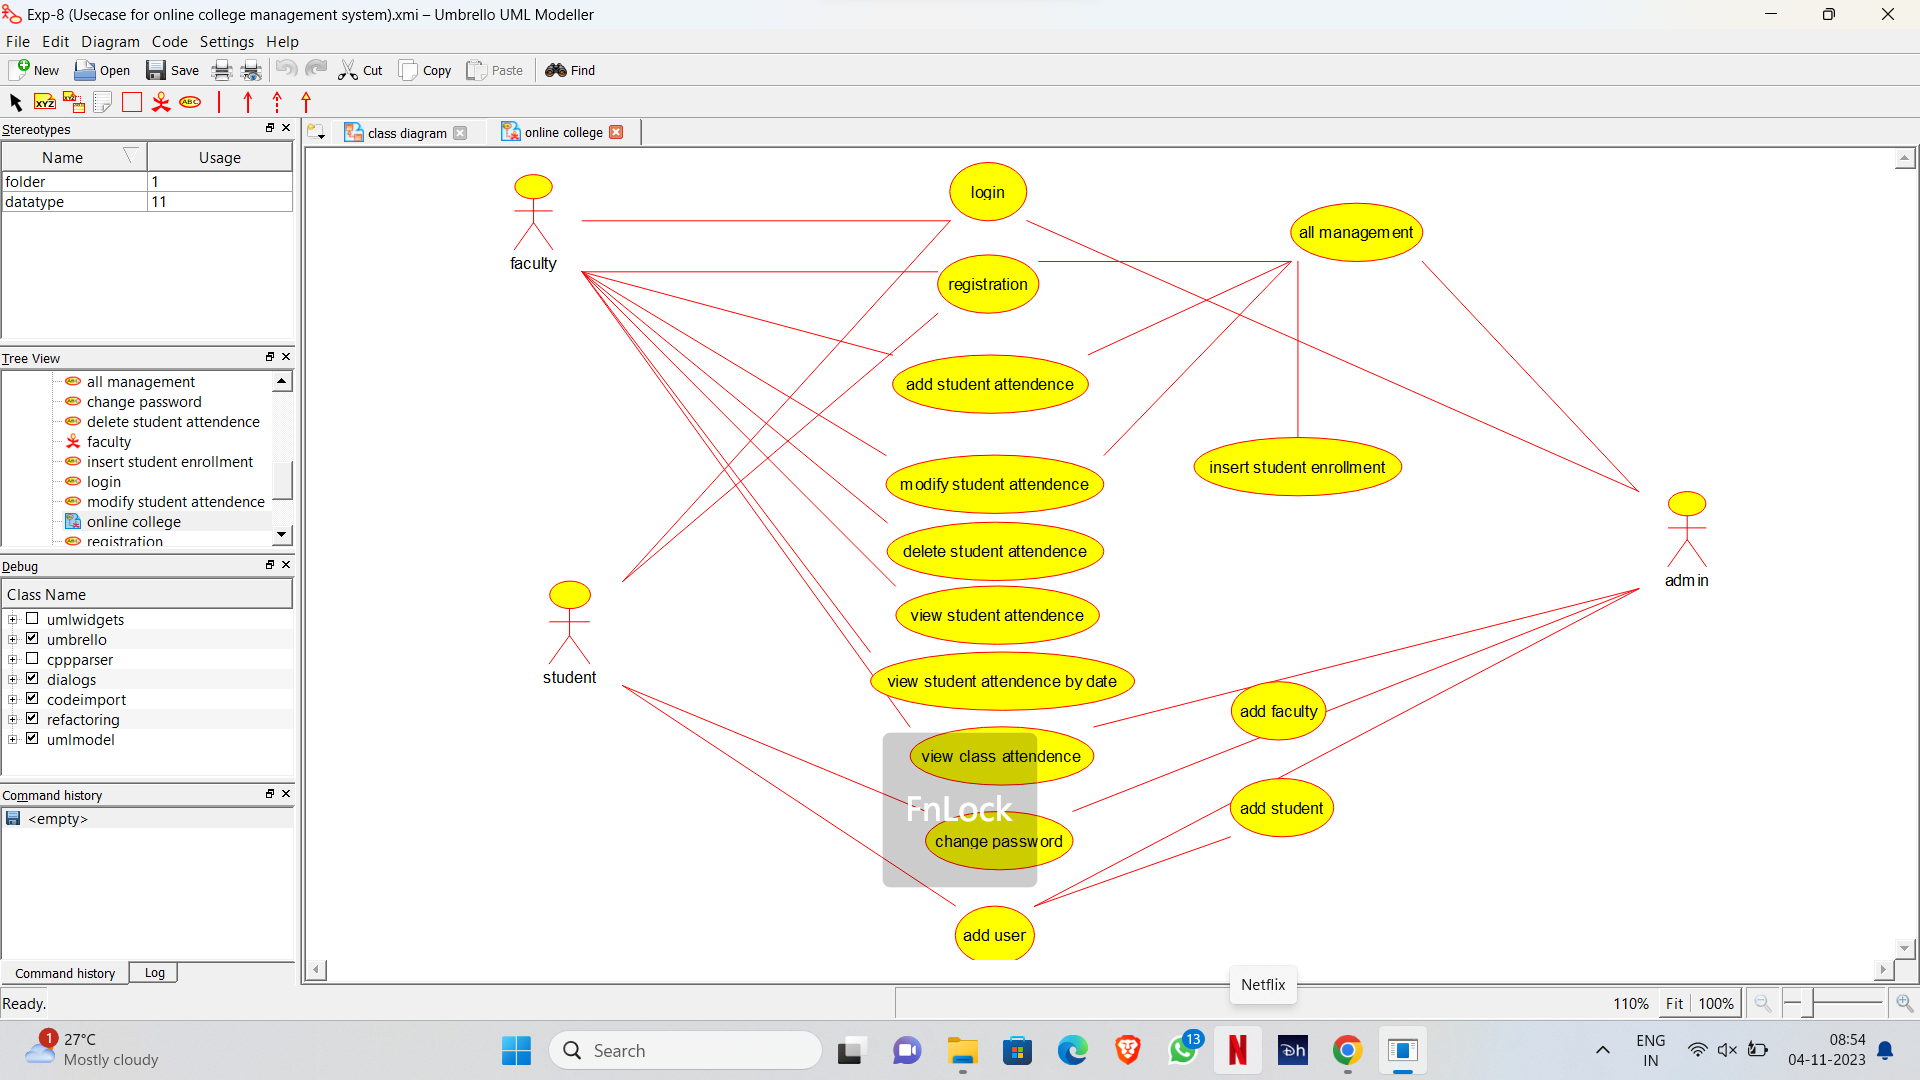 Exp-8 (Usecase for online college management system).xmi – Umbrello UML Modeller
File Edit Diagram Code Settings Help
New Open Save Cut Copy Paste Find
XYZ XYZ ABC
Stereotypes
Name Usage
folder 1
datatype 11
Tree View
all management
change password
delete student attendence
faculty
insert student enrollment
login
modify student attendence
online college
registration
Debug
Class Name
umlwidgets
umbrello
cppparser
dialogs
codeimport
refactoring
umlmodel
Command history
<empty>
Command history Log
class diagram online college
login
all management
faculty
registration
add student attendence
insert student enrollment
modify student attendence
delete student attendence
admin
view student attendence
student
view student attendence by date
add faculty
view class attendence
FnLock
add student
change password
add user
Netflix
Ready.
110% Fit 100%
1
27°C
Mostly cloudy
Search
13
N
Dh
ENG
IN
08:54
04-11-2023